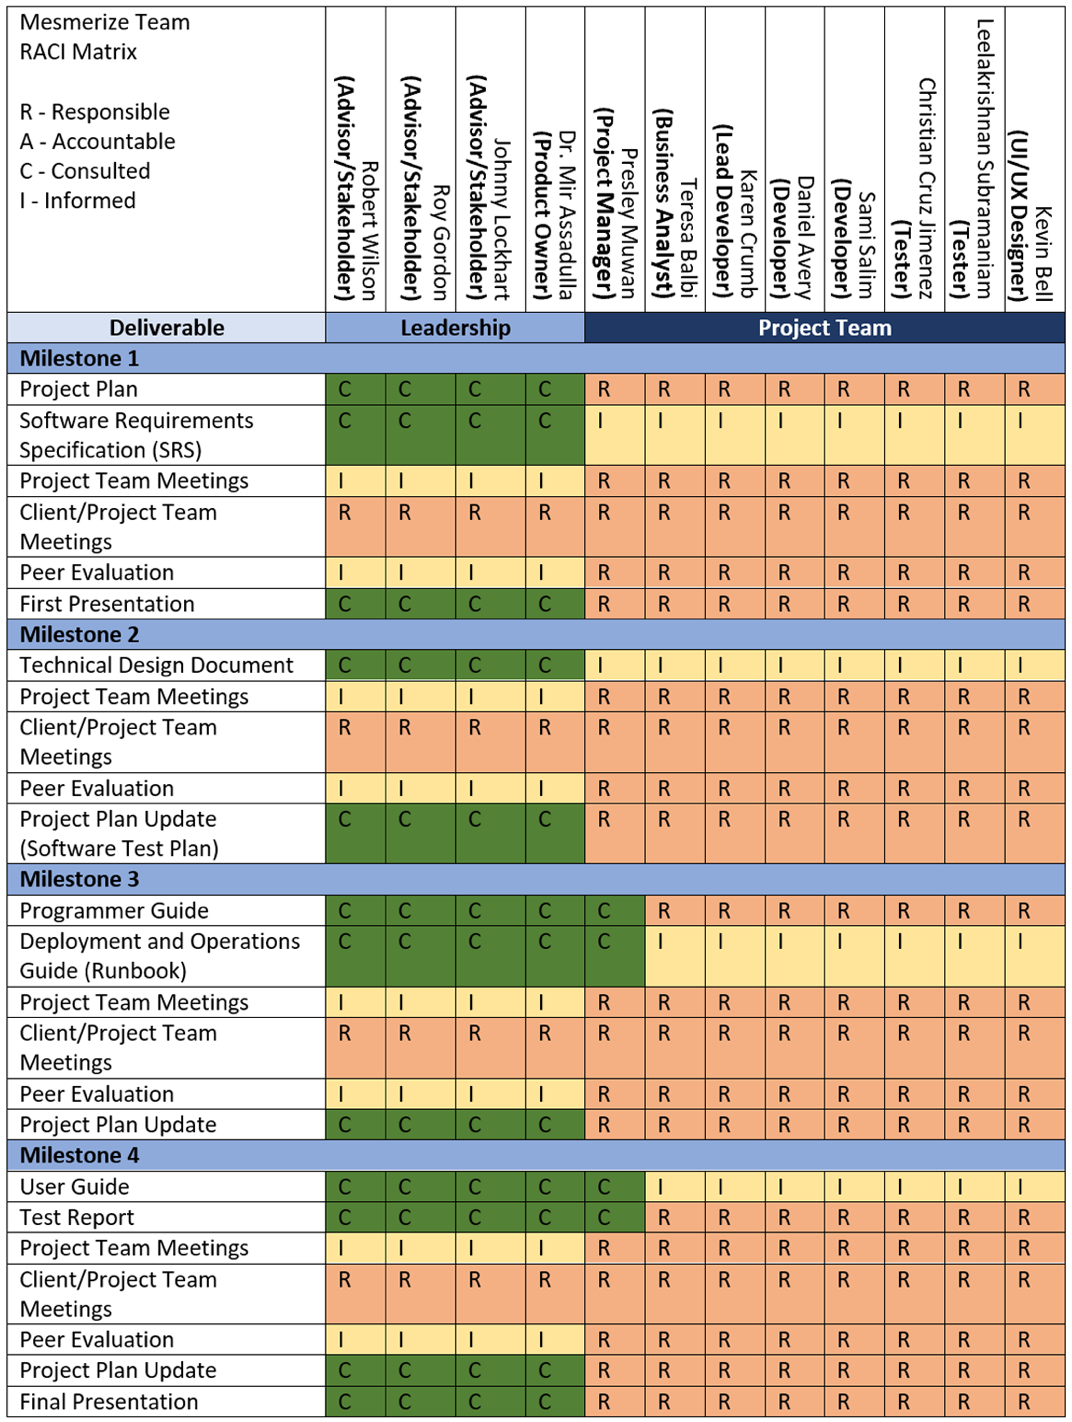 Mesmerize Team
RACI Matrix
R - Responsible
A - Accountable
C - Consulted
I - Informed
Robert Wilson
(Advisor/Stakeholder)
Roy Gordon
(Advisor/Stakeholder)
Johnny Lockhart
(Advisor/Stakeholder)
Dr. Mir Assadulla
(Product Owner)
Presley Muwan
(Project Manager)
Teresa Balbi
(Business Analyst)
Karen Crumb
(Lead Developer)
Daniel Avery
(Developer)
Sami Salim
(Developer)
Christian Cruz Jimenez
(Tester)
Leelakrishnan Subramaniam
(Tester)
Kevin Bell
(UI/UX Designer)
Deliverable Leadership Project Team
Milestone 1
Project Plan C C C C R R R R R R R R
Software Requirements C C C C I I I I I I I I
Specification (SRS)
Project Team Meetings I I I I R R R R R R R R
Client/Project Team R R R R R R R R R R R R
Meetings
Peer Evaluation I I I I R R R R R R R R
First Presentation C C C C R R R R R R R R
Milestone 2
Technical Design Document C C C C I I I I I I I I
Project Team Meetings I I I I R R R R R R R R
Client/Project Team R R R R R R R R R R R R
Meetings
Peer Evaluation I I I I R R R R R R R R
Project Plan Update C C C C R R R R R R R R
(Software Test Plan)
Milestone 3
Programmer Guide C C C C C R R R R R R R
Deployment and Operations C C C C C I I I I I I I
Guide (Runbook)
Project Team Meetings I I I I R R R R R R R R
Client/Project Team R R R R R R R R R R R R
Meetings
Peer Evaluation I I I I R R R R R R R R
Project Plan Update C C C C R R R R R R R R
Milestone 4
User Guide C C C C C I I I I I I I
Test Report C C C C C R R R R R R R
Project Team Meetings I I I I R R R R R R R R
Client/Project Team R R R R R R R R R R R R
Meetings
Peer Evaluation I I I I R R R R R R R R
Project Plan Update C C C C R R R R R R R R
Final Presentation C C C C R R R R R R R R